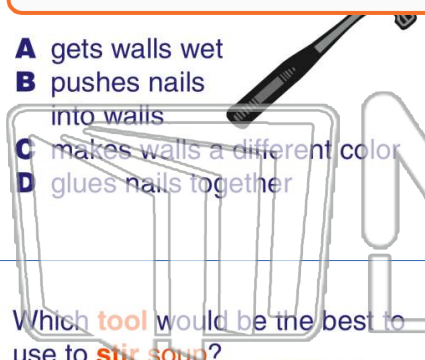 A gets walls wet
B pushes nails
into walls
C makes walls a different color
D glues nails together
Which tool would be the best to
use to stir soup?